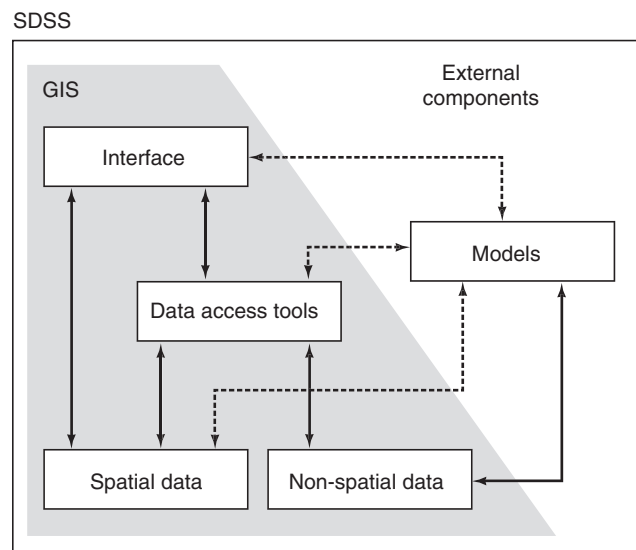 SDSS
GIS
External
components
Interface
Models
Data access tools
Spatial data
Non-spatial data